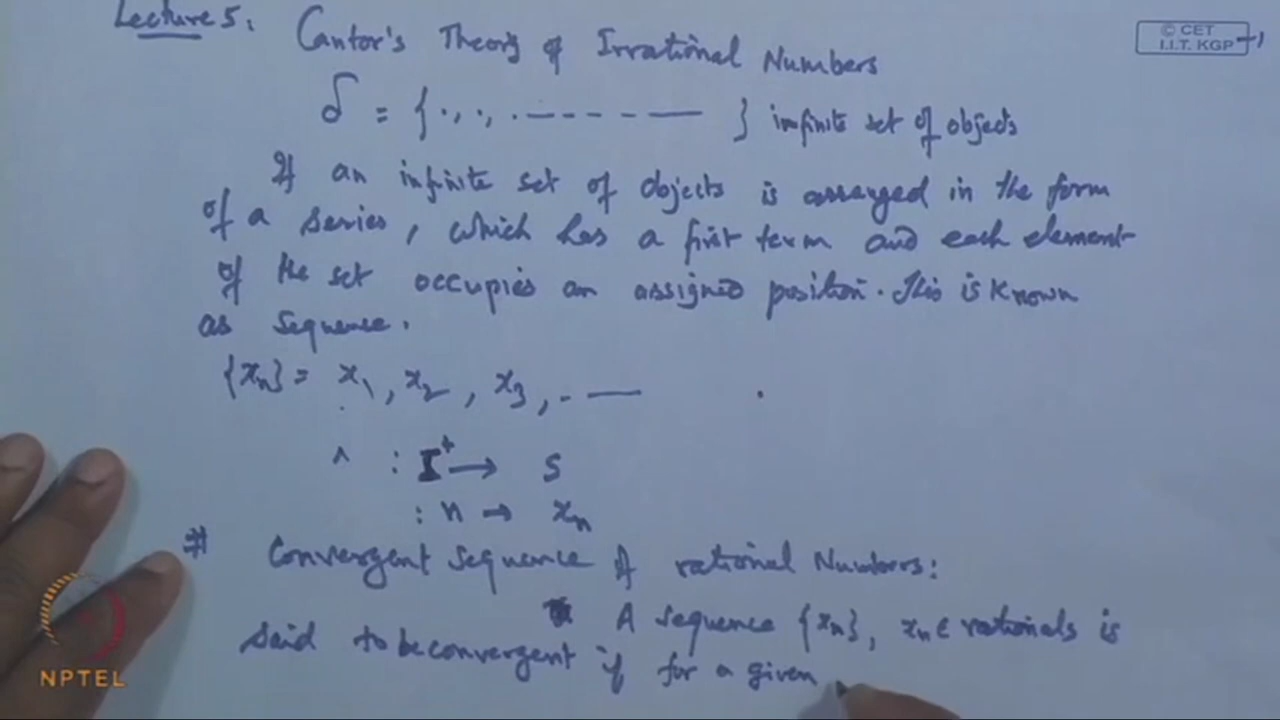 Lecture 5: Cantor's Theory of Irrational Numbers
© CET
I.I.T. KGP
= {., ., . ------- } infinite set of objects
If an infinite set of objects is arranged in the form
of a series, which has a first term and each element
of the set occupies an assigned position. This is known
as sequence.
{xn} = x1, x2, x3, . —
: I+ → S
: n → xn
# Convergent sequence of rational Numbers:
A sequence {xn}, xn ∈ rationals is
said to be convergent if for a given
NPTEL